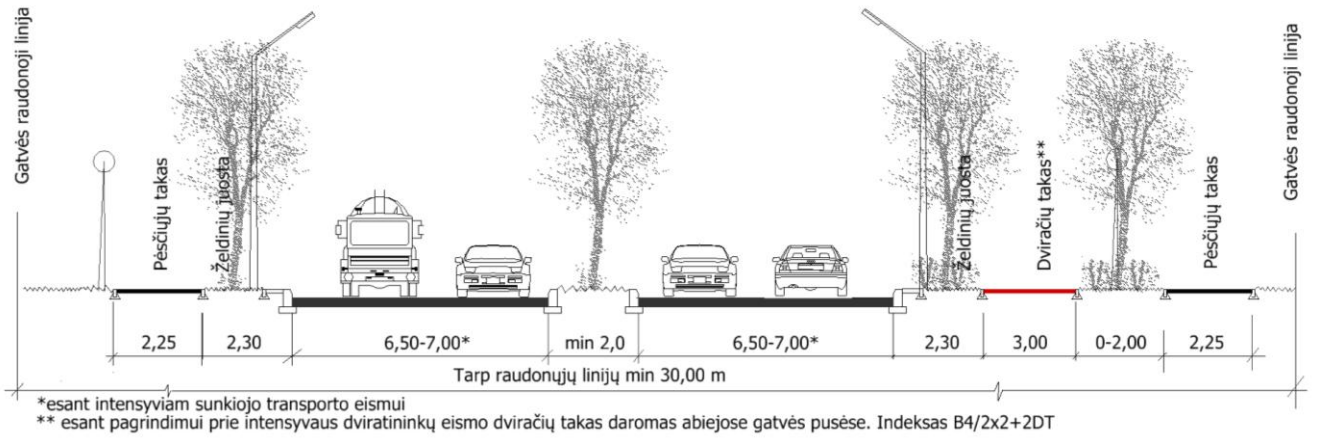 Gatvės raudonoji linija
Pėsčiųjų takas
Želdinių juosta
Želdinių juosta
Dviračių takas**
Pėsčiųjų takas
Gatvės raudonoji linija
2,25
2,30
6,50-7,00*
min 2,0
6,50-7,00*
2,30
3,00
0-2,00
2,25
Tarp raudonųjų linijų min 30,00 m
*esant intensyviam sunkiojo transporto eismui
** esant pagrindimui prie intensyvaus dviratininkų eismo dviračių takas daromas abiejose gatvės pusėse. Indeksas B4/2x2+2DT